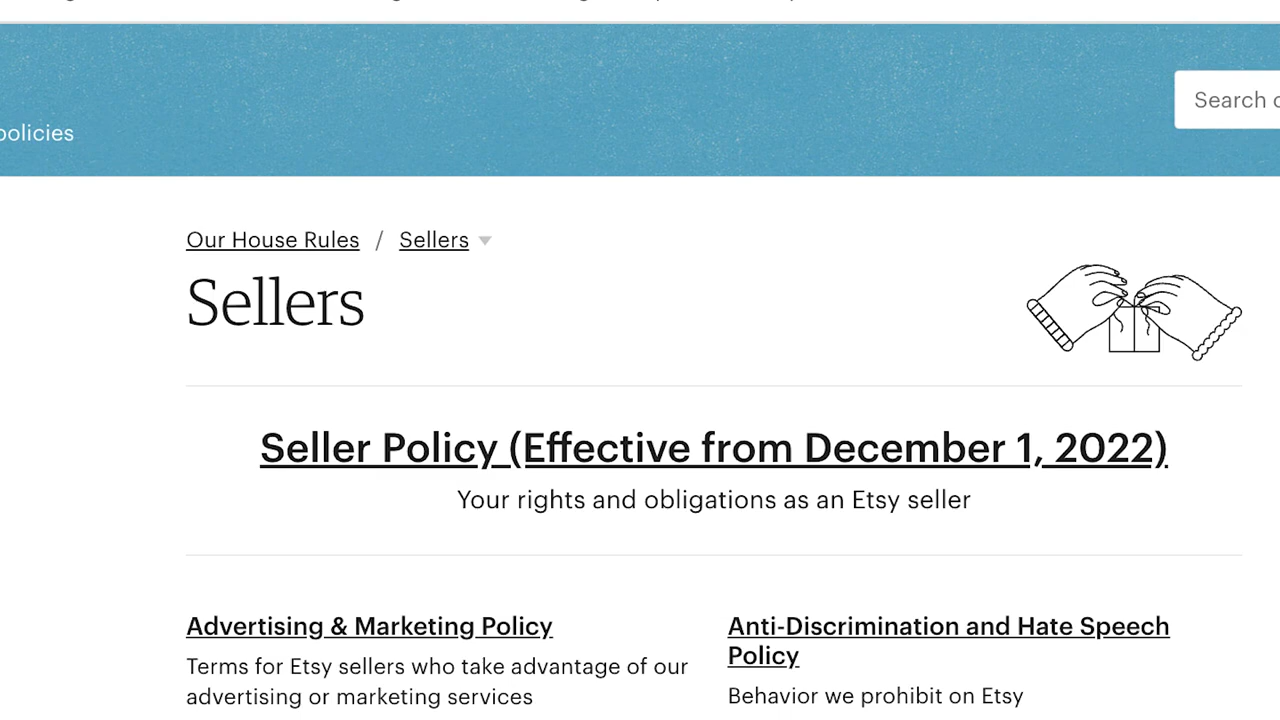 policies
Search
Our House Rules / Sellers
Sellers
Seller Policy (Effective from December 1, 2022)
Your rights and obligations as an Etsy seller
Advertising & Marketing Policy
Terms for Etsy sellers who take advantage of our
advertising or marketing services
Anti-Discrimination and Hate Speech
Policy
Behavior we prohibit on Etsy